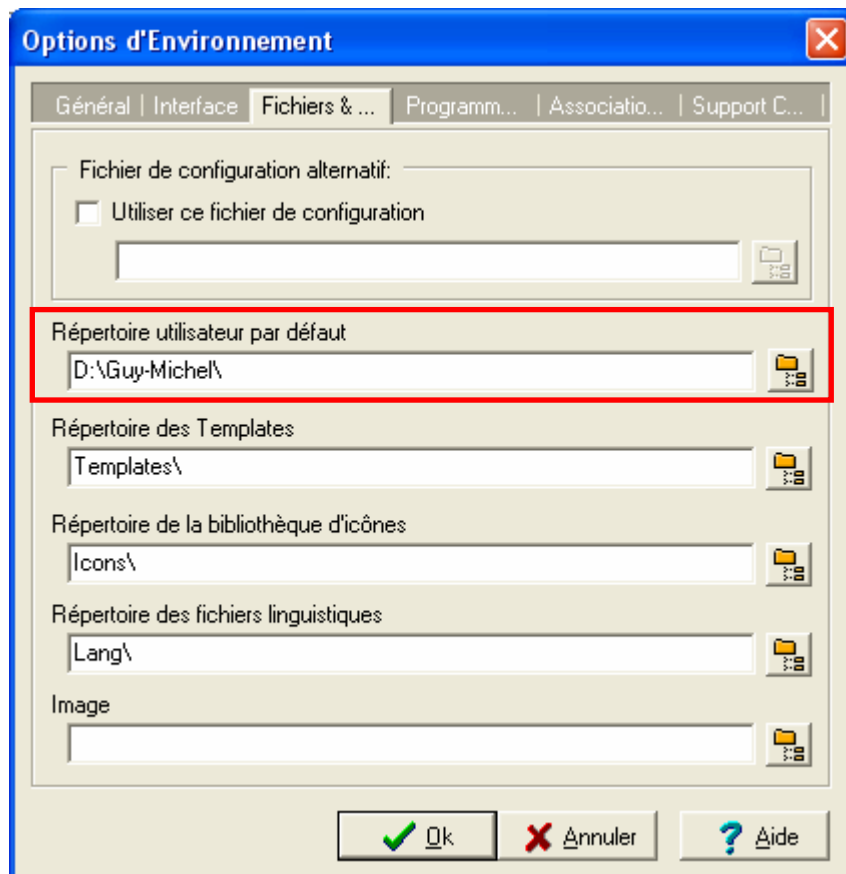 Options d'Environnement
Général | Interface Fichiers & ... Programm... | Associatio... | Support C... |
Fichier de configuration alternatif:
Utiliser ce fichier de configuration
Répertoire utilisateur par défaut
D:\Guy-Michel\
Répertoire des Templates
Templates\
Répertoire de la bibliothèque d'icônes
Icons\
Répertoire des fichiers linguistiques
Lang\
Image
Ok Annuler Aide